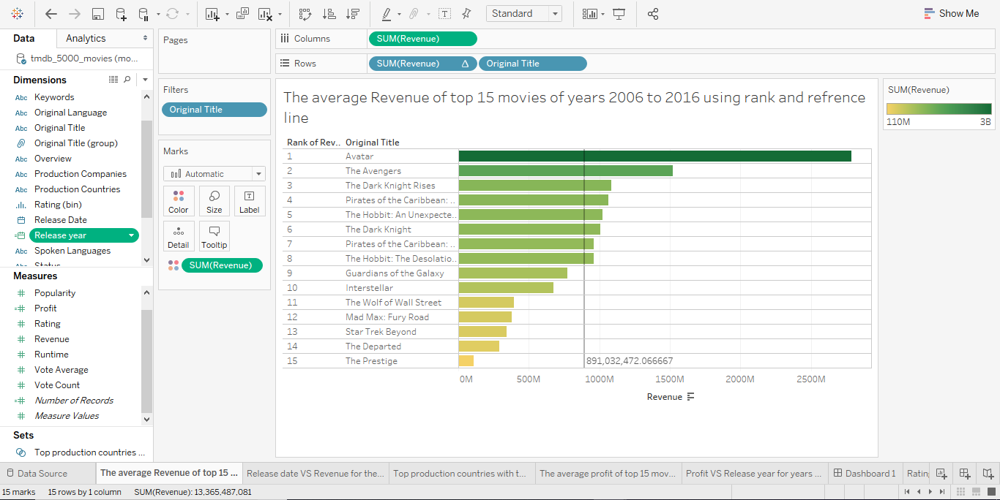 Standard
Show Me
Data
Analytics
Pages
Columns
SUM(Revenue)
tmdb_5000_movies (mo...
Rows
SUM(Revenue) Δ
Original Title
Dimensions
Abc Keywords
Abc Original Language
Abc Original Title
Original Title (group)
Abc Overview
Abc Production Companies
Abc Production Countries
Rating (bin)
Release Date
Release year
Abc Spoken Languages
Abc Status
Measures
Popularity
Profit
Rating
Revenue
Runtime
Vote Average
Vote Count
Number of Records
Measure Values
Sets
Top production countries ...
Filters
Original Title
Marks
Automatic
Color
Size
T
Label
Detail
Tooltip
SUM(Revenue)
The average Revenue of top 15 movies of years 2006 to 2016 using rank and refrence
line
Rank of Rev.. Original Title
1 Avatar
2 The Avengers
3 The Dark Knight Rises
4 Pirates of the Caribbean: ..
5 The Hobbit: An Unexpecte..
6 The Dark Knight
7 Pirates of the Caribbean: ..
8 The Hobbit: The Desolatio..
9 Guardians of the Galaxy
10 Interstellar
11 The Wolf of Wall Street
12 Mad Max: Fury Road
13 Star Trek Beyond
14 The Departed
15 The Prestige
891,032,472.066667
0M 500M 1000M 1500M 2000M 2500M
Revenue
SUM(Revenue)
110M 3B
Data Source
The average Revenue of top 15 ...
Release date VS Revenue for the...
Top production countries with t...
The average profit of top 15 mov...
Profit VS Release year for years ...
Dashboard 1
Rating
15 marks
15 rows by 1 column
SUM(Revenue): 13,365,487,081